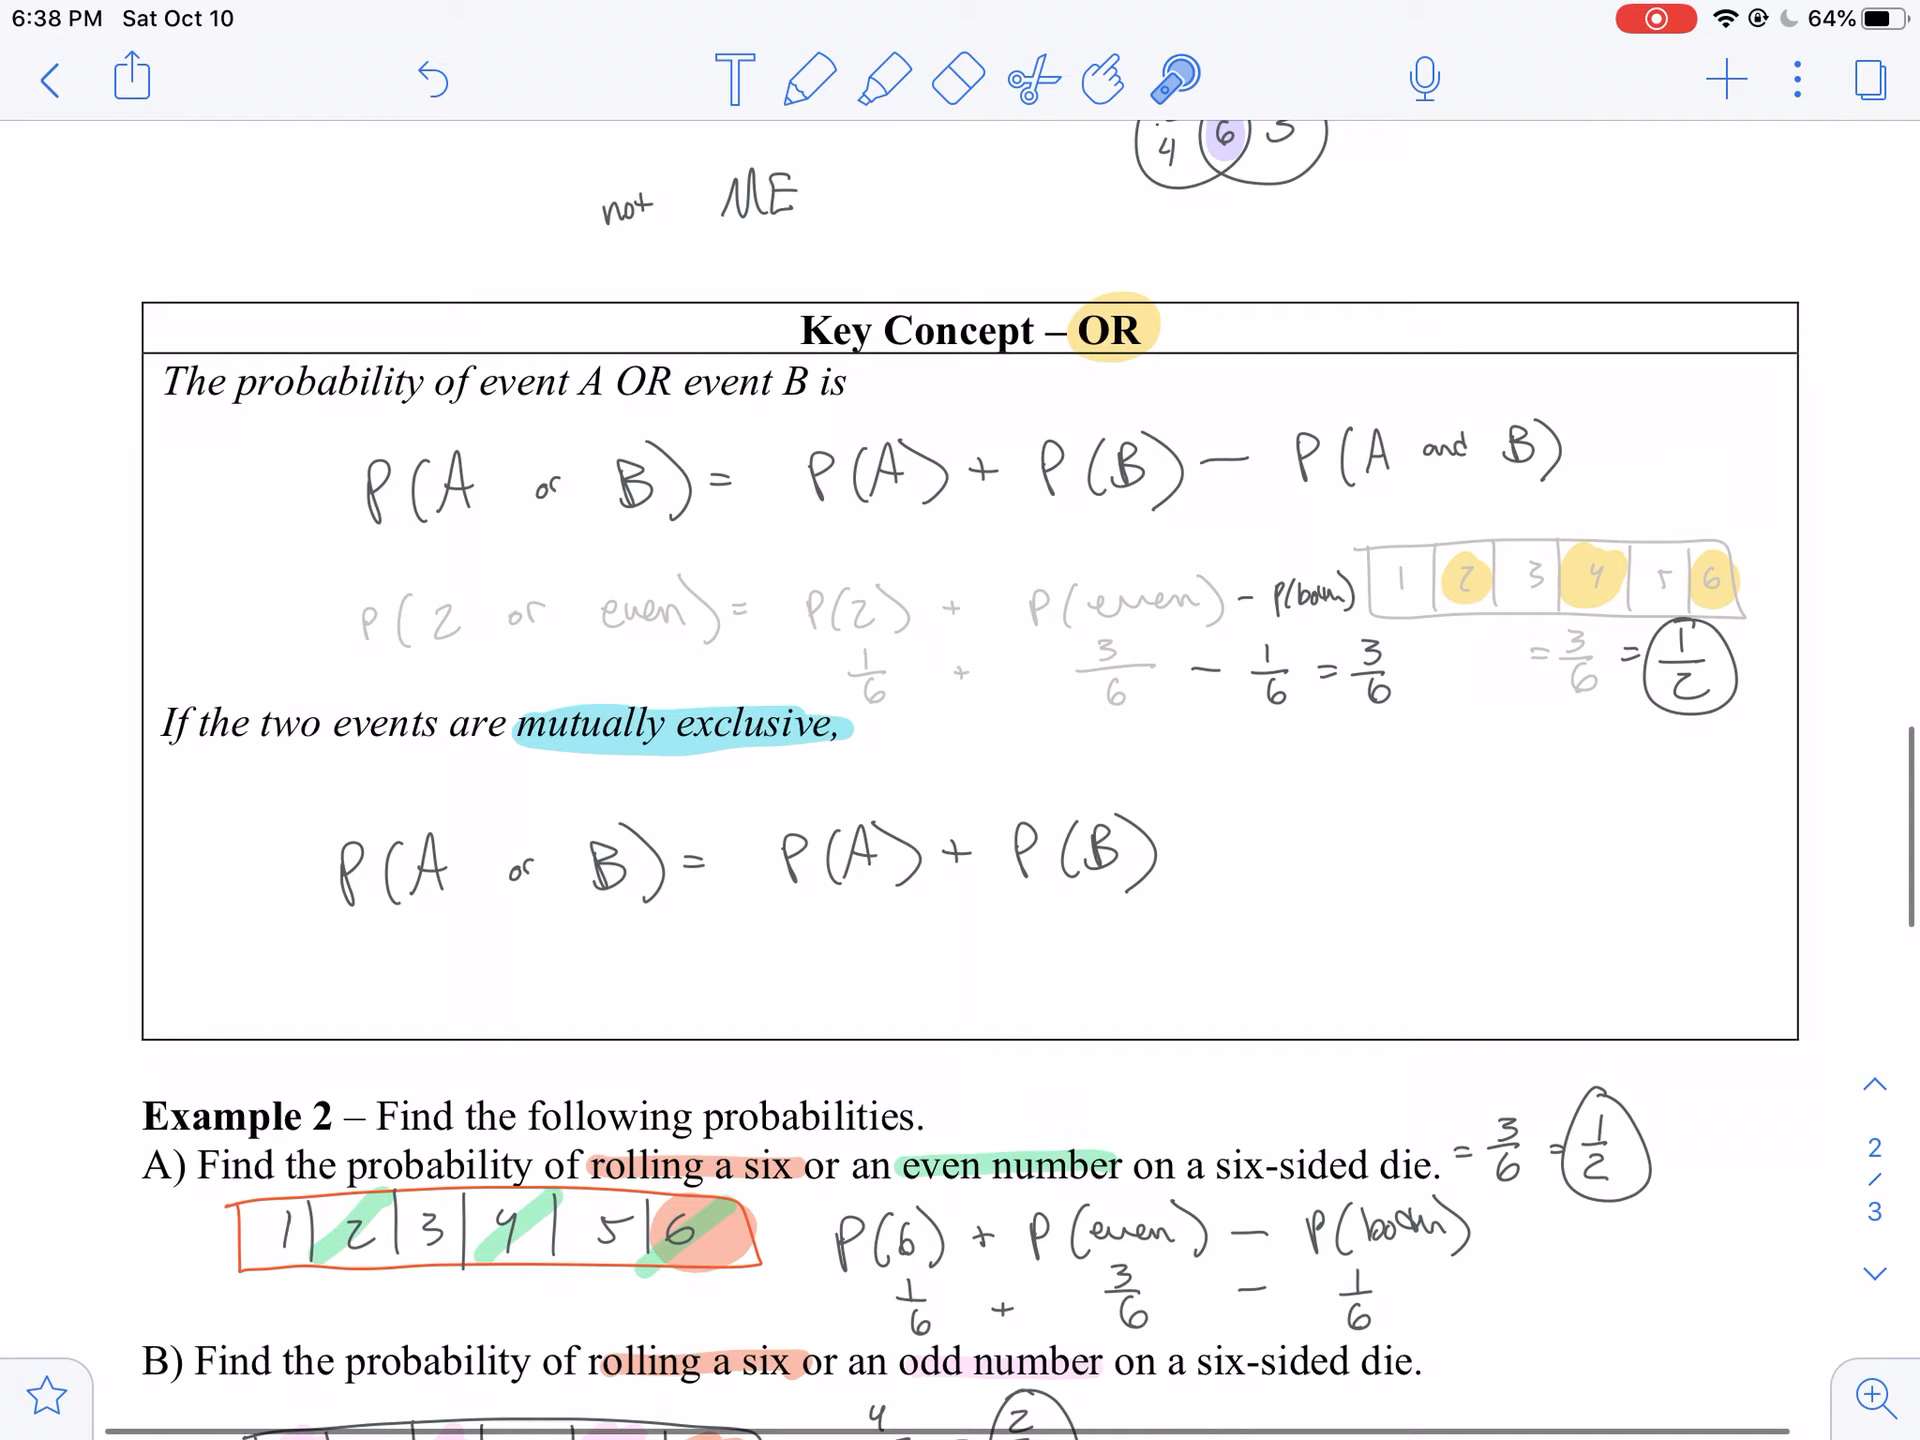 6:38 PM Sat Oct 10 64%
T
4 6
not ME
Key Concept – OR
The probability of event A OR event B is
P(A or B) = P(A) + P(B) − P(A and B)
P(2 or even) = P(2) + P(even) - P(both) 1 2 3 4 5 6
1/6 + 3/6 − 1/6 = 3/6 = 3/6 = 1/2
If the two events are mutually exclusive,
P(A or B) = P(A) + P(B)
Example 2 – Find the following probabilities.
A) Find the probability of rolling a six or an even number on a six-sided die. = 3/6 = 1/2
1 2 3 4 5 6 P(6) + P(even) − P(both)
1/6 + 3/6 − 1/6
B) Find the probability of rolling a six or an odd number on a six-sided die.
4 2
2 / 3